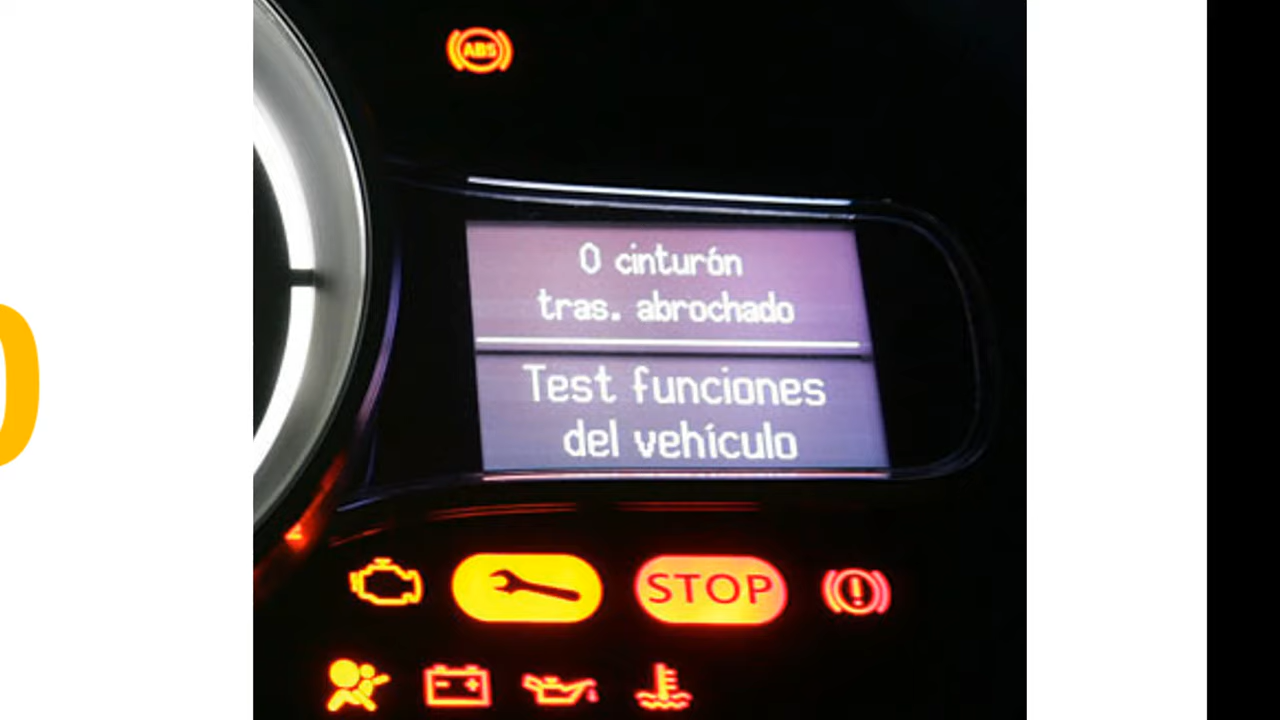 ABS
0 cinturón
tras. abrochado
Test funciones
del vehículo
STOP